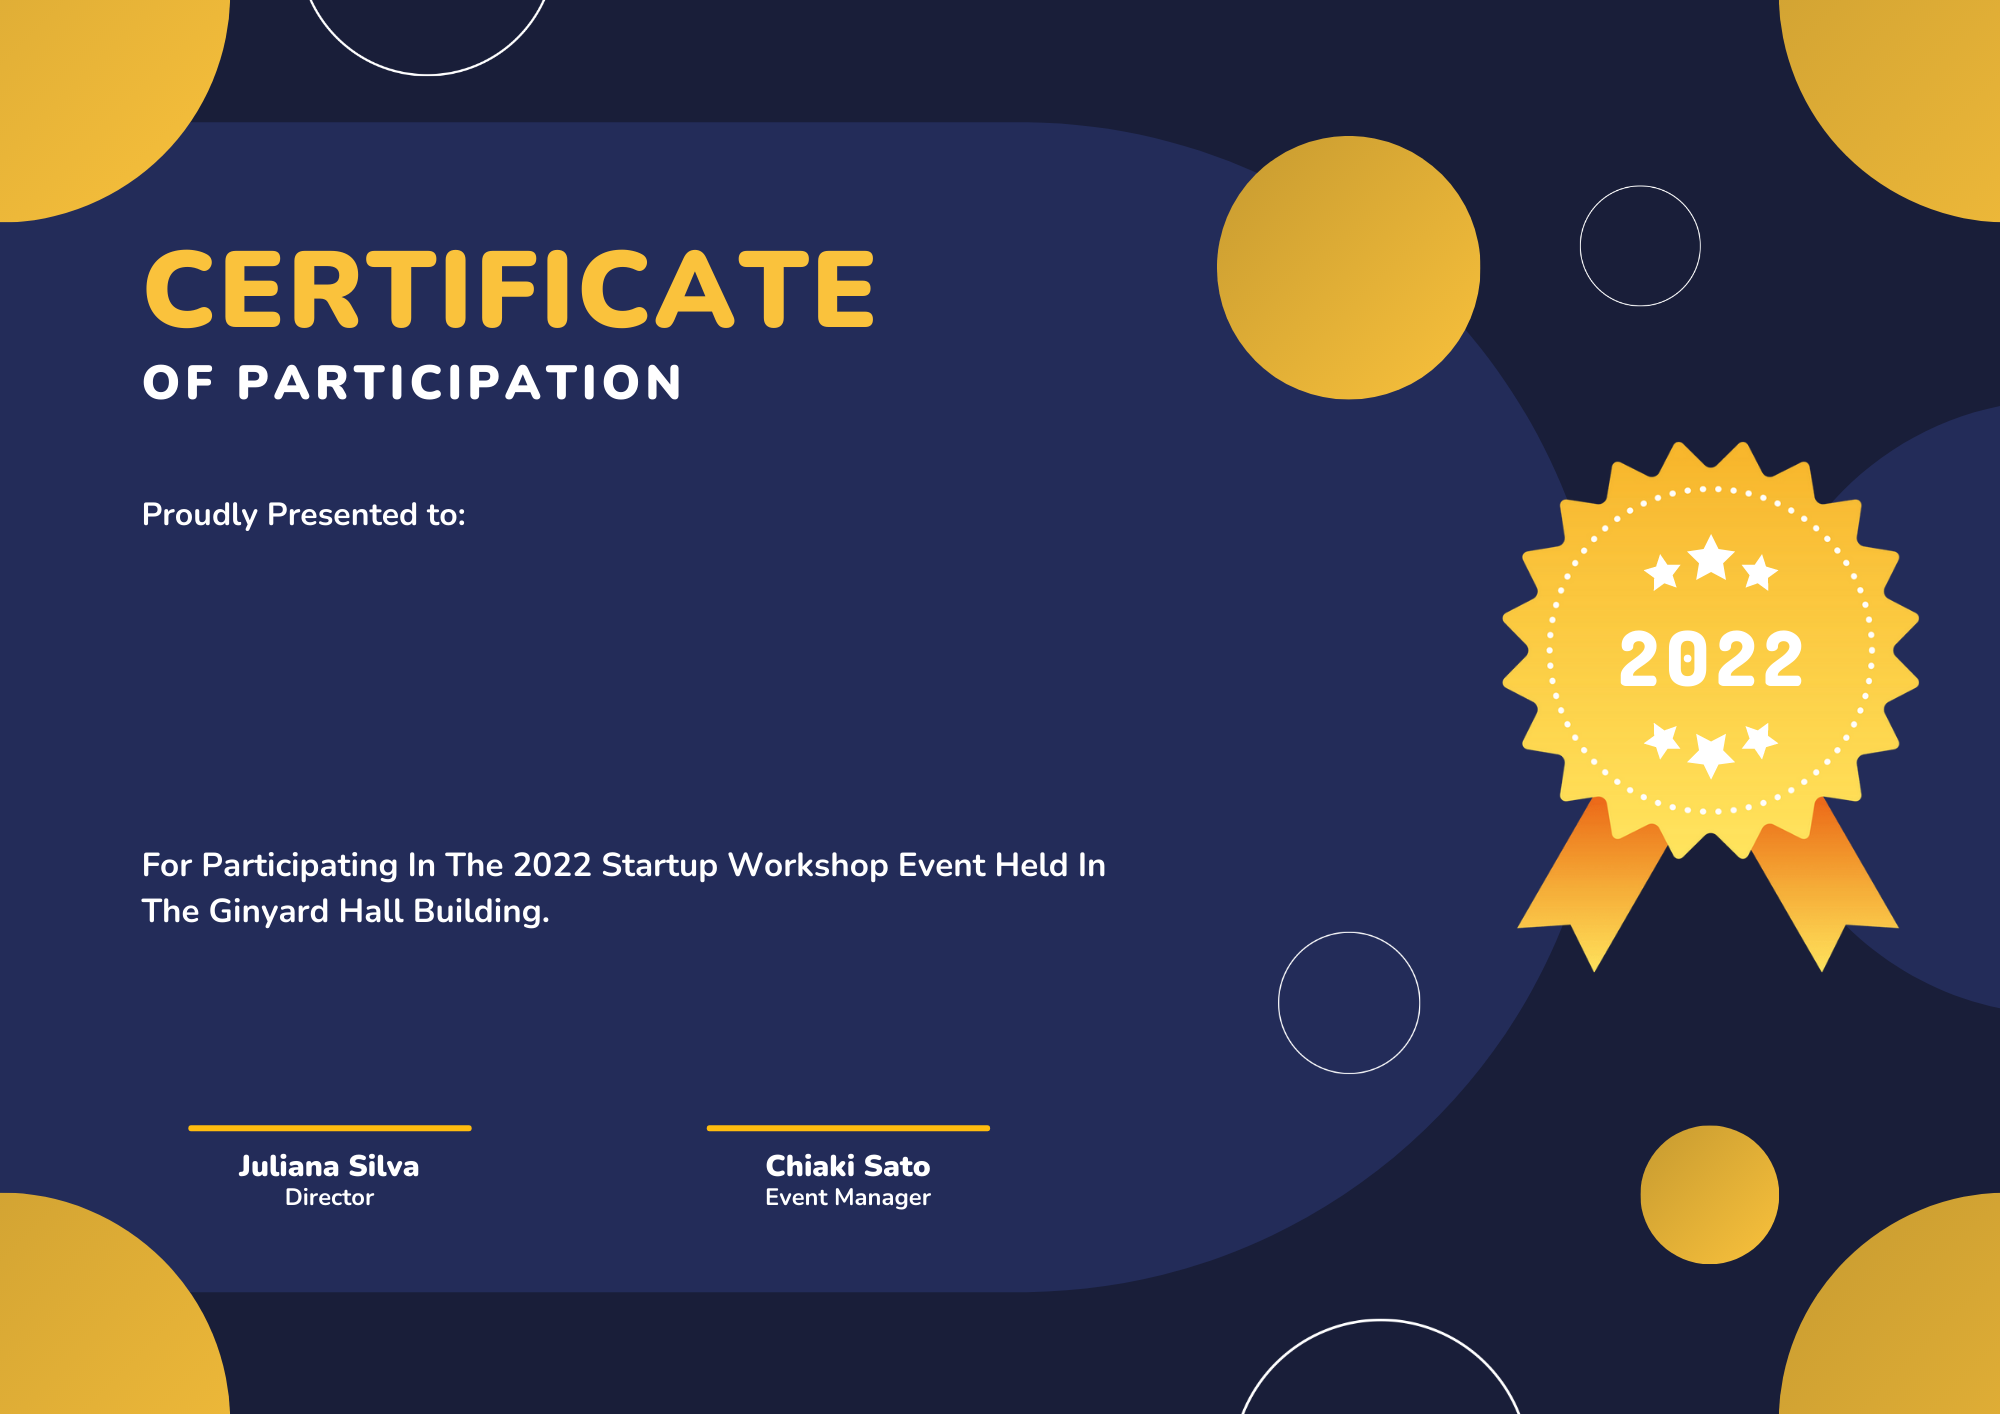 CERTIFICATE
OF PARTICIPATION
Proudly Presented to:
2022
For Participating In The 2022 Startup Workshop Event Held In
The Ginyard Hall Building.
Juliana Silva
Director
Chiaki Sato
Event Manager